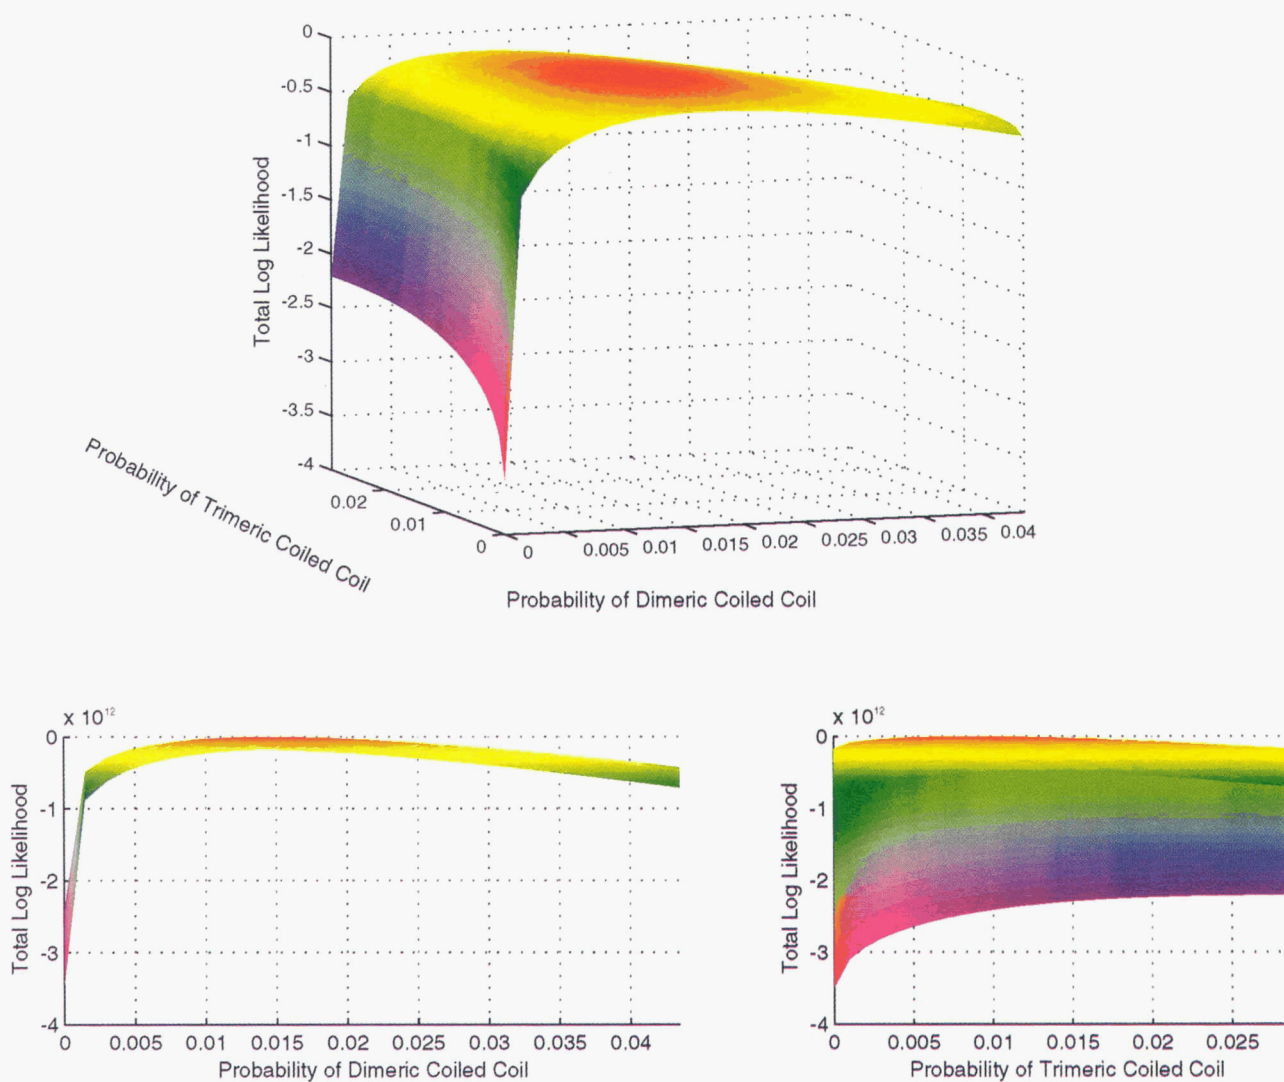 0
-0.5
-1
-1.5
-2
-2.5
-3
-3.5
-4
Total Log Likelihood
0.02
0.01
0
Probability of Trimeric Coiled Coil
0 0.005 0.01 0.015 0.02 0.025 0.03 0.035 0.04
Probability of Dimeric Coiled Coil
x 10¹²
0
-1
-2
-3
-4
Total Log Likelihood
0 0.005 0.01 0.015 0.02 0.025 0.03 0.035 0.04
Probability of Dimeric Coiled Coil
x 10¹²
0
-1
-2
-3
-4
Total Log Likelihood
0 0.005 0.01 0.015 0.02 0.025
Probability of Trimeric Coiled Coil